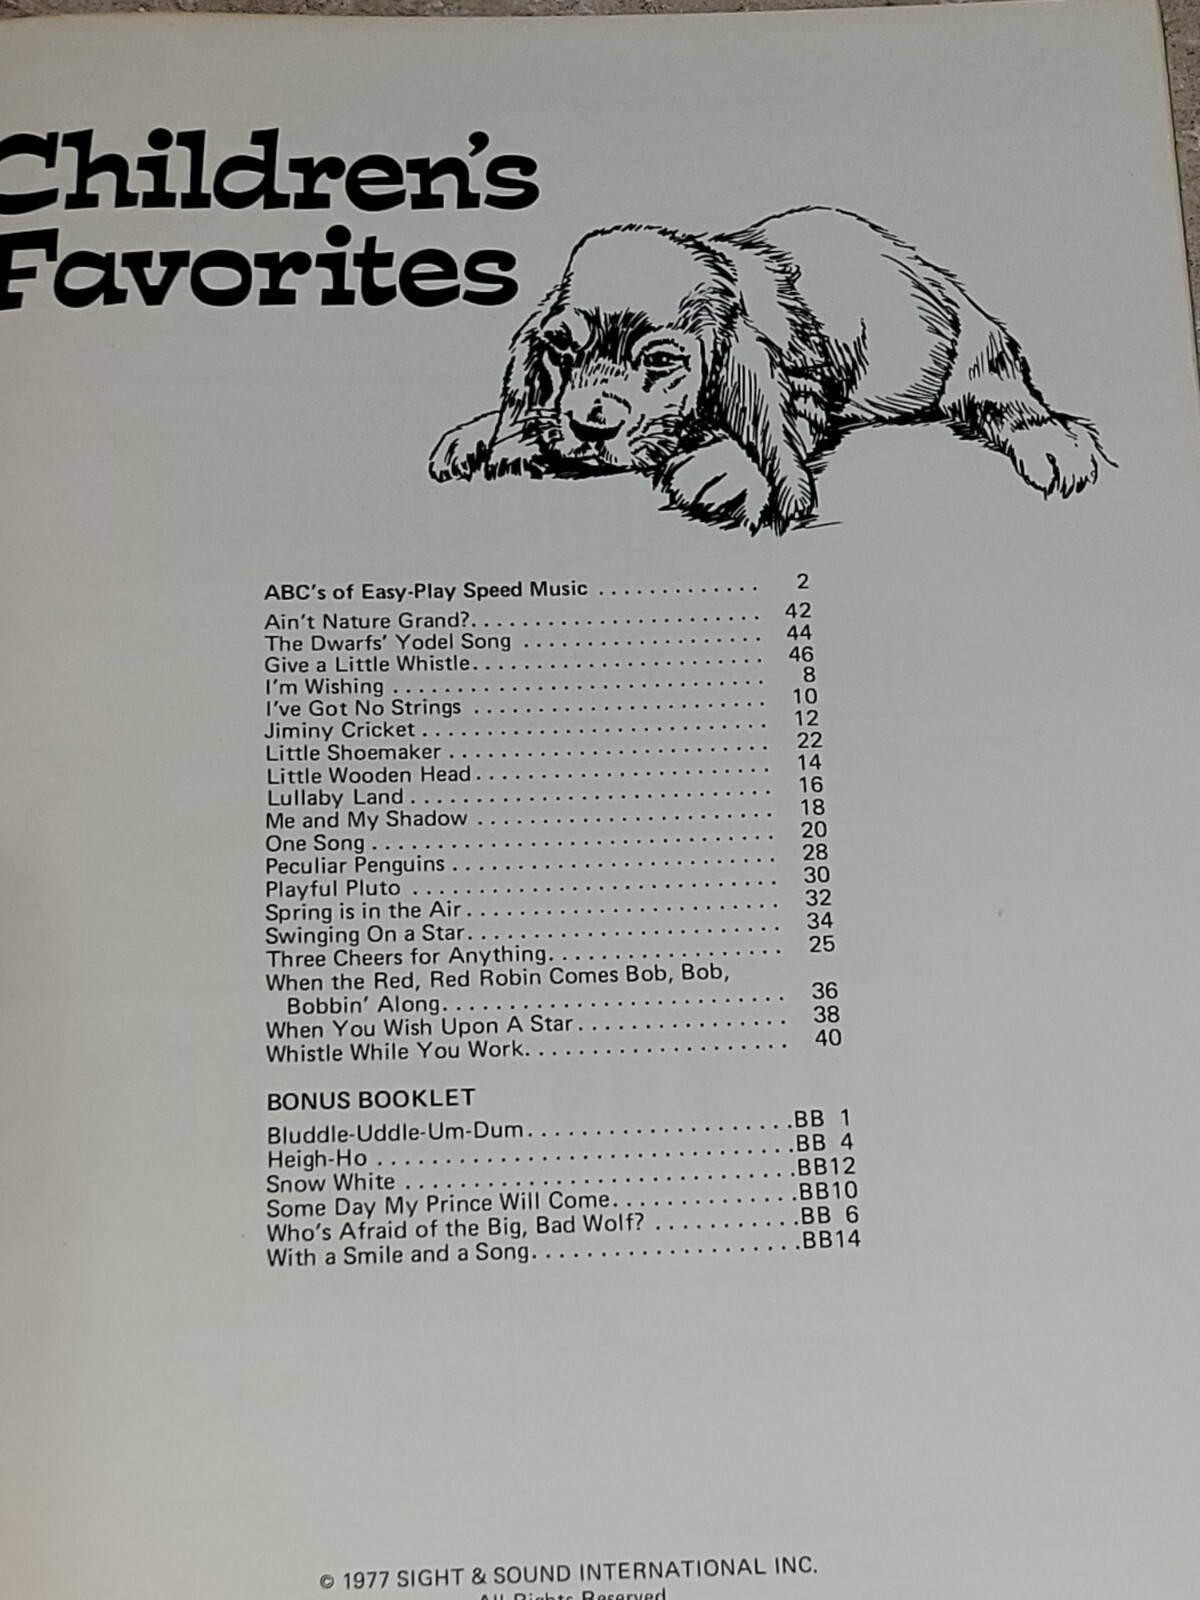 Children's
Favorites
ABC's of Easy-Play Speed Music . . . . . . . . . . . . . 2
Ain't Nature Grand?. . . . . . . . . . . . . . . . . . . . . . . 42
The Dwarfs' Yodel Song . . . . . . . . . . . . . . . . . . . 44
Give a Little Whistle. . . . . . . . . . . . . . . . . . . . . . . 46
I'm Wishing . . . . . . . . . . . . . . . . . . . . . . . . . . . . . 8
I've Got No Strings . . . . . . . . . . . . . . . . . . . . . . . 10
Jiminy Cricket . . . . . . . . . . . . . . . . . . . . . . . . . . . 12
Little Shoemaker . . . . . . . . . . . . . . . . . . . . . . . . . 22
Little Wooden Head . . . . . . . . . . . . . . . . . . . . . . . 14
Lullaby Land . . . . . . . . . . . . . . . . . . . . . . . . . . . . 16
Me and My Shadow . . . . . . . . . . . . . . . . . . . . . . . 18
One Song . . . . . . . . . . . . . . . . . . . . . . . . . . . . . . . 20
Peculiar Penguins . . . . . . . . . . . . . . . . . . . . . . . . . 28
Playful Pluto . . . . . . . . . . . . . . . . . . . . . . . . . . . . 30
Spring is in the Air . . . . . . . . . . . . . . . . . . . . . . . . 32
Swinging On a Star. . . . . . . . . . . . . . . . . . . . . . . . 34
Three Cheers for Anything. . . . . . . . . . . . . . . . . . 25
When the Red, Red Robin Comes Bob, Bob,
Bobbin' Along. . . . . . . . . . . . . . . . . . . . . . . . . . 36
When You Wish Upon A Star . . . . . . . . . . . . . . . . 38
Whistle While You Work. . . . . . . . . . . . . . . . . . . . 40
BONUS BOOKLET
Bluddle-Uddle-Um-Dum. . . . . . . . . . . . . . . . . . . .BB 1
Heigh-Ho . . . . . . . . . . . . . . . . . . . . . . . . . . . . . . .BB 4
Snow White . . . . . . . . . . . . . . . . . . . . . . . . . . . . .BB12
Some Day My Prince Will Come. . . . . . . . . . . . . .BB10
Who's Afraid of the Big, Bad Wolf? . . . . . . . . . . .BB 6
With a Smile and a Song. . . . . . . . . . . . . . . . . . . .BB14
© 1977 SIGHT & SOUND INTERNATIONAL INC.
All Rights Reserved